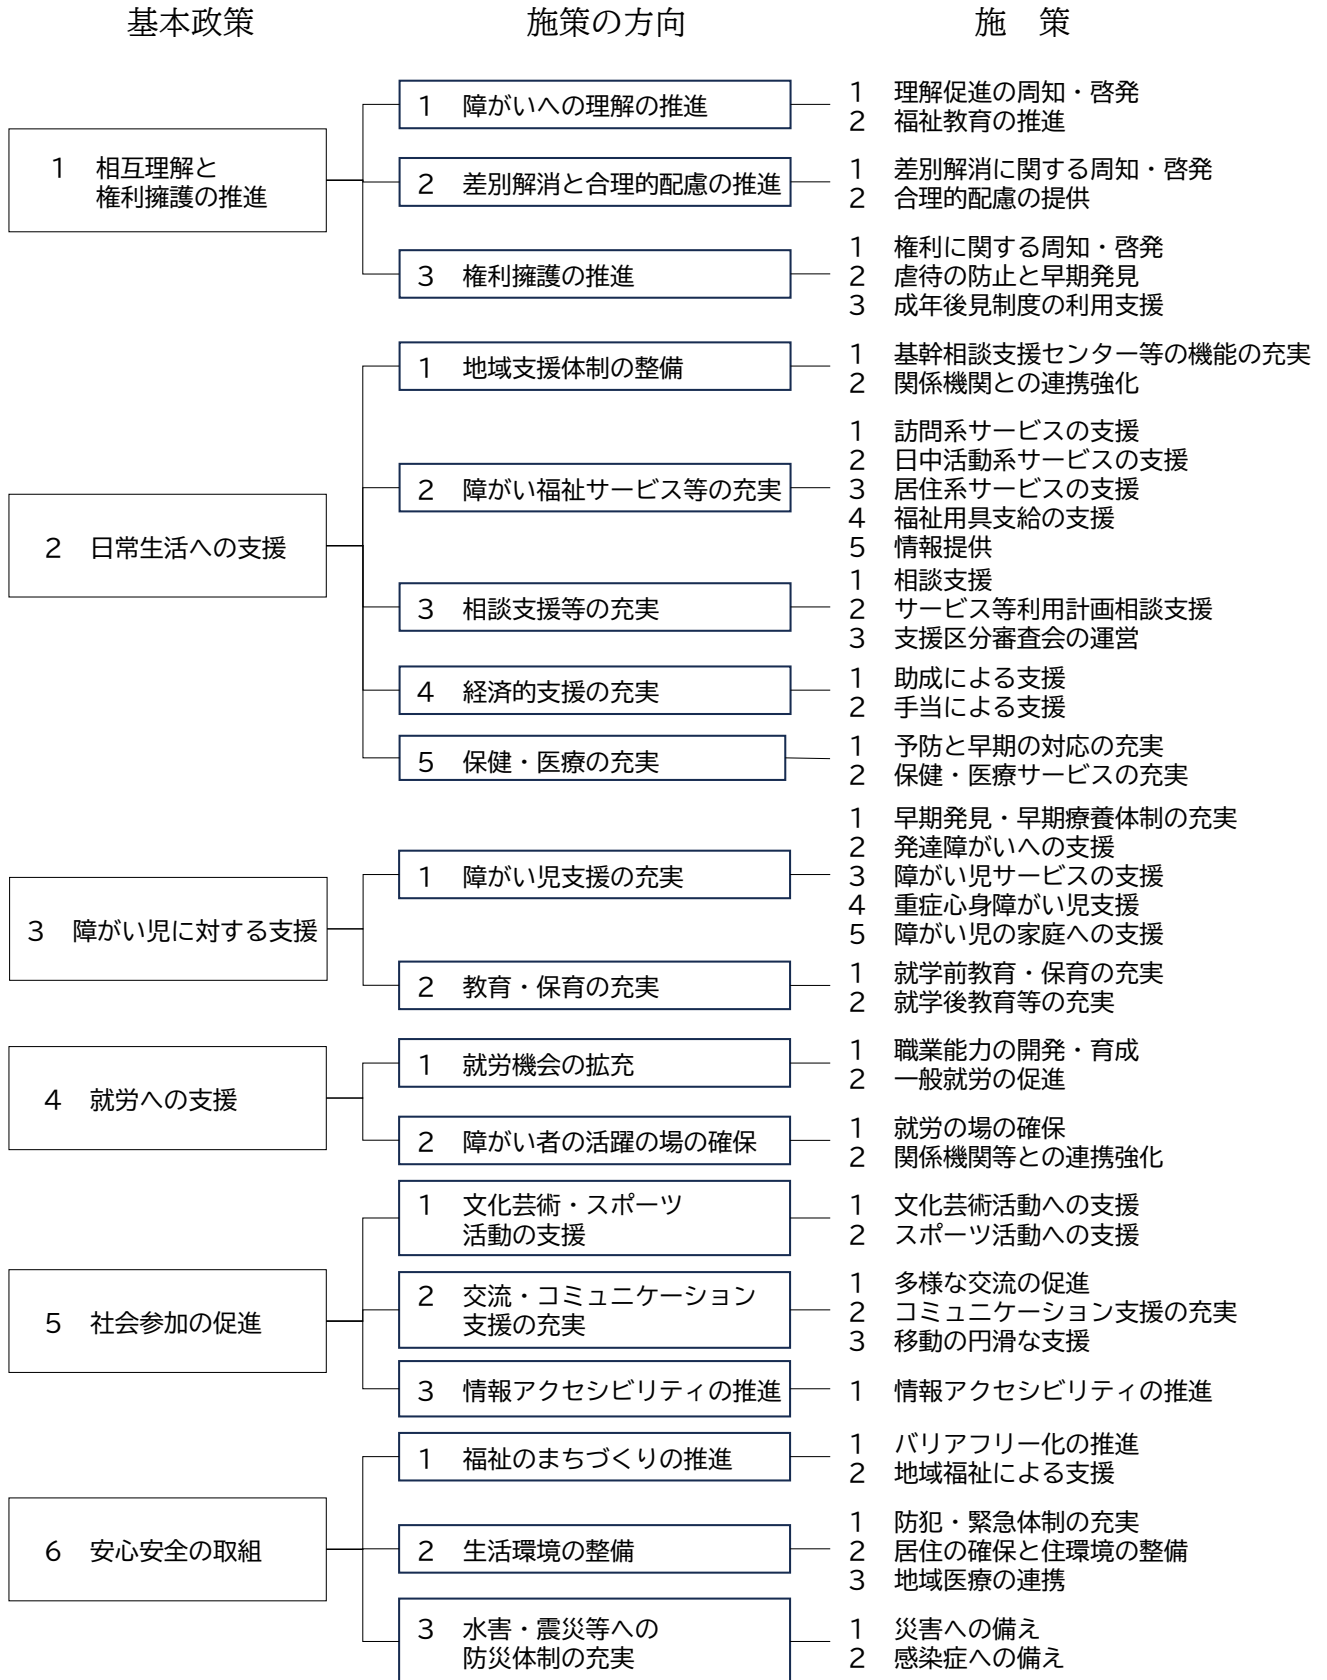 基本政策
施策の方向
施　策
1　相互理解と
権利擁護の推進
1　障がいへの理解の推進
1　理解促進の周知・啓発
2　福祉教育の推進
2　差別解消と合理的配慮の推進
1　差別解消に関する周知・啓発
2　合理的配慮の提供
3　権利擁護の推進
1　権利に関する周知・啓発
2　虐待の防止と早期発見
3　成年後見制度の利用支援
2　日常生活への支援
1　地域支援体制の整備
1　基幹相談支援センター等の機能の充実
2　関係機関との連携強化
2　障がい福祉サービス等の充実
1　訪問系サービスの支援
2　日中活動系サービスの支援
3　居住系サービスの支援
4　福祉用具支給の支援
5　情報提供
3　相談支援等の充実
1　相談支援
2　サービス等利用計画相談支援
3　支援区分審査会の運営
4　経済的支援の充実
1　助成による支援
2　手当による支援
5　保健・医療の充実
1　予防と早期の対応の充実
2　保健・医療サービスの充実
3　障がい児に対する支援
1　障がい児支援の充実
1　早期発見・早期療養体制の充実
2　発達障がいへの支援
3　障がい児サービスの支援
4　重症心身障がい児支援
5　障がい児の家庭への支援
2　教育・保育の充実
1　就学前教育・保育の充実
2　就学後教育等の充実
4　就労への支援
1　就労機会の拡充
1　職業能力の開発・育成
2　一般就労の促進
2　障がい者の活躍の場の確保
1　就労の場の確保
2　関係機関等との連携強化
5　社会参加の促進
1　文化芸術・スポーツ
活動の支援
1　文化芸術活動への支援
2　スポーツ活動への支援
2　交流・コミュニケーション
支援の充実
1　多様な交流の促進
2　コミュニケーション支援の充実
3　移動の円滑な支援
3　情報アクセシビリティの推進
1　情報アクセシビリティの推進
6　安心安全の取組
1　福祉のまちづくりの推進
1　バリアフリー化の推進
2　地域福祉による支援
2　生活環境の整備
1　防犯・緊急体制の充実
2　居住の確保と住環境の整備
3　地域医療の連携
3　水害・震災等への
防災体制の充実
1　災害への備え
2　感染症への備え